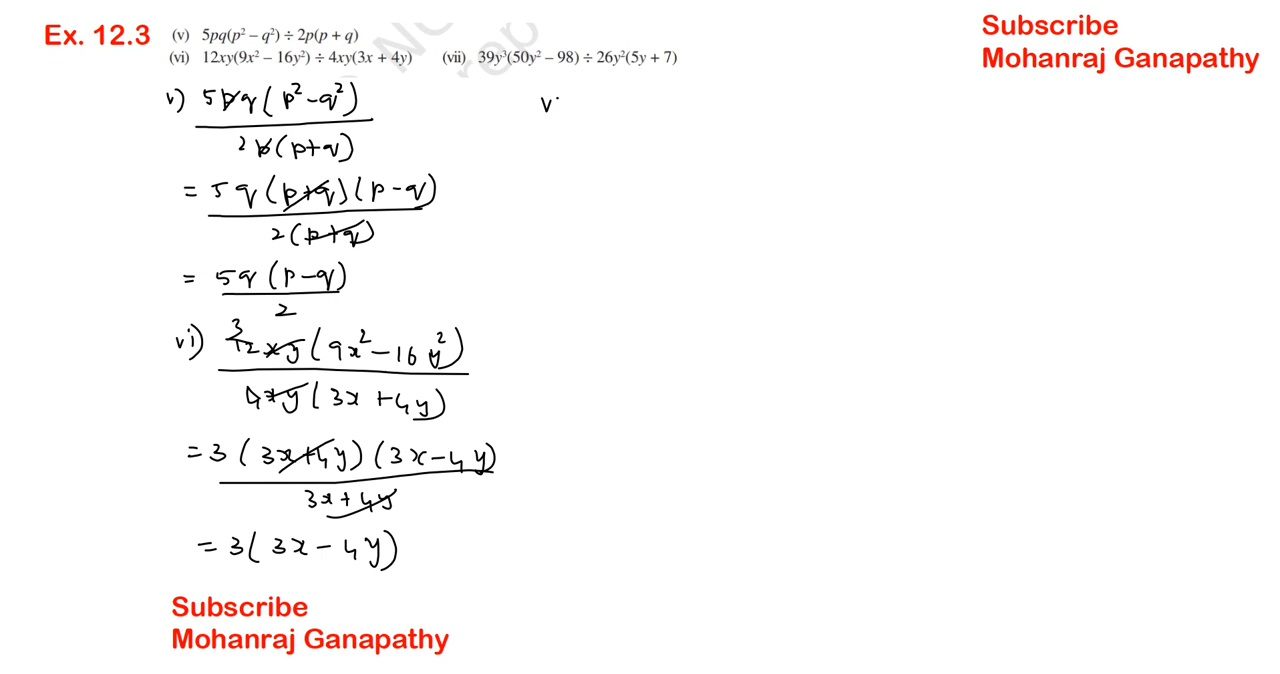 Ex. 12.3
(v) 5pq(p² – q²) ÷ 2p(p + q)
(vi) 12xy(9x² – 16y²) ÷ 4xy(3x + 4y) (vii) 39y³(50y² – 98) ÷ 26y²(5y + 7)
Subscribe
Mohanraj Ganapathy
v) 5pq(p²-q²)
2p(p+q)
= 5q(p+q)(p-q)
2(p+q)
= 5q(p-q)
2
3
vi) 12xy(9x²-16y²)
4xy(3x+4y)
= 3(3x+4y)(3x-4y)
3x+4y
= 3(3x-4y)
v
Subscribe
Mohanraj Ganapathy